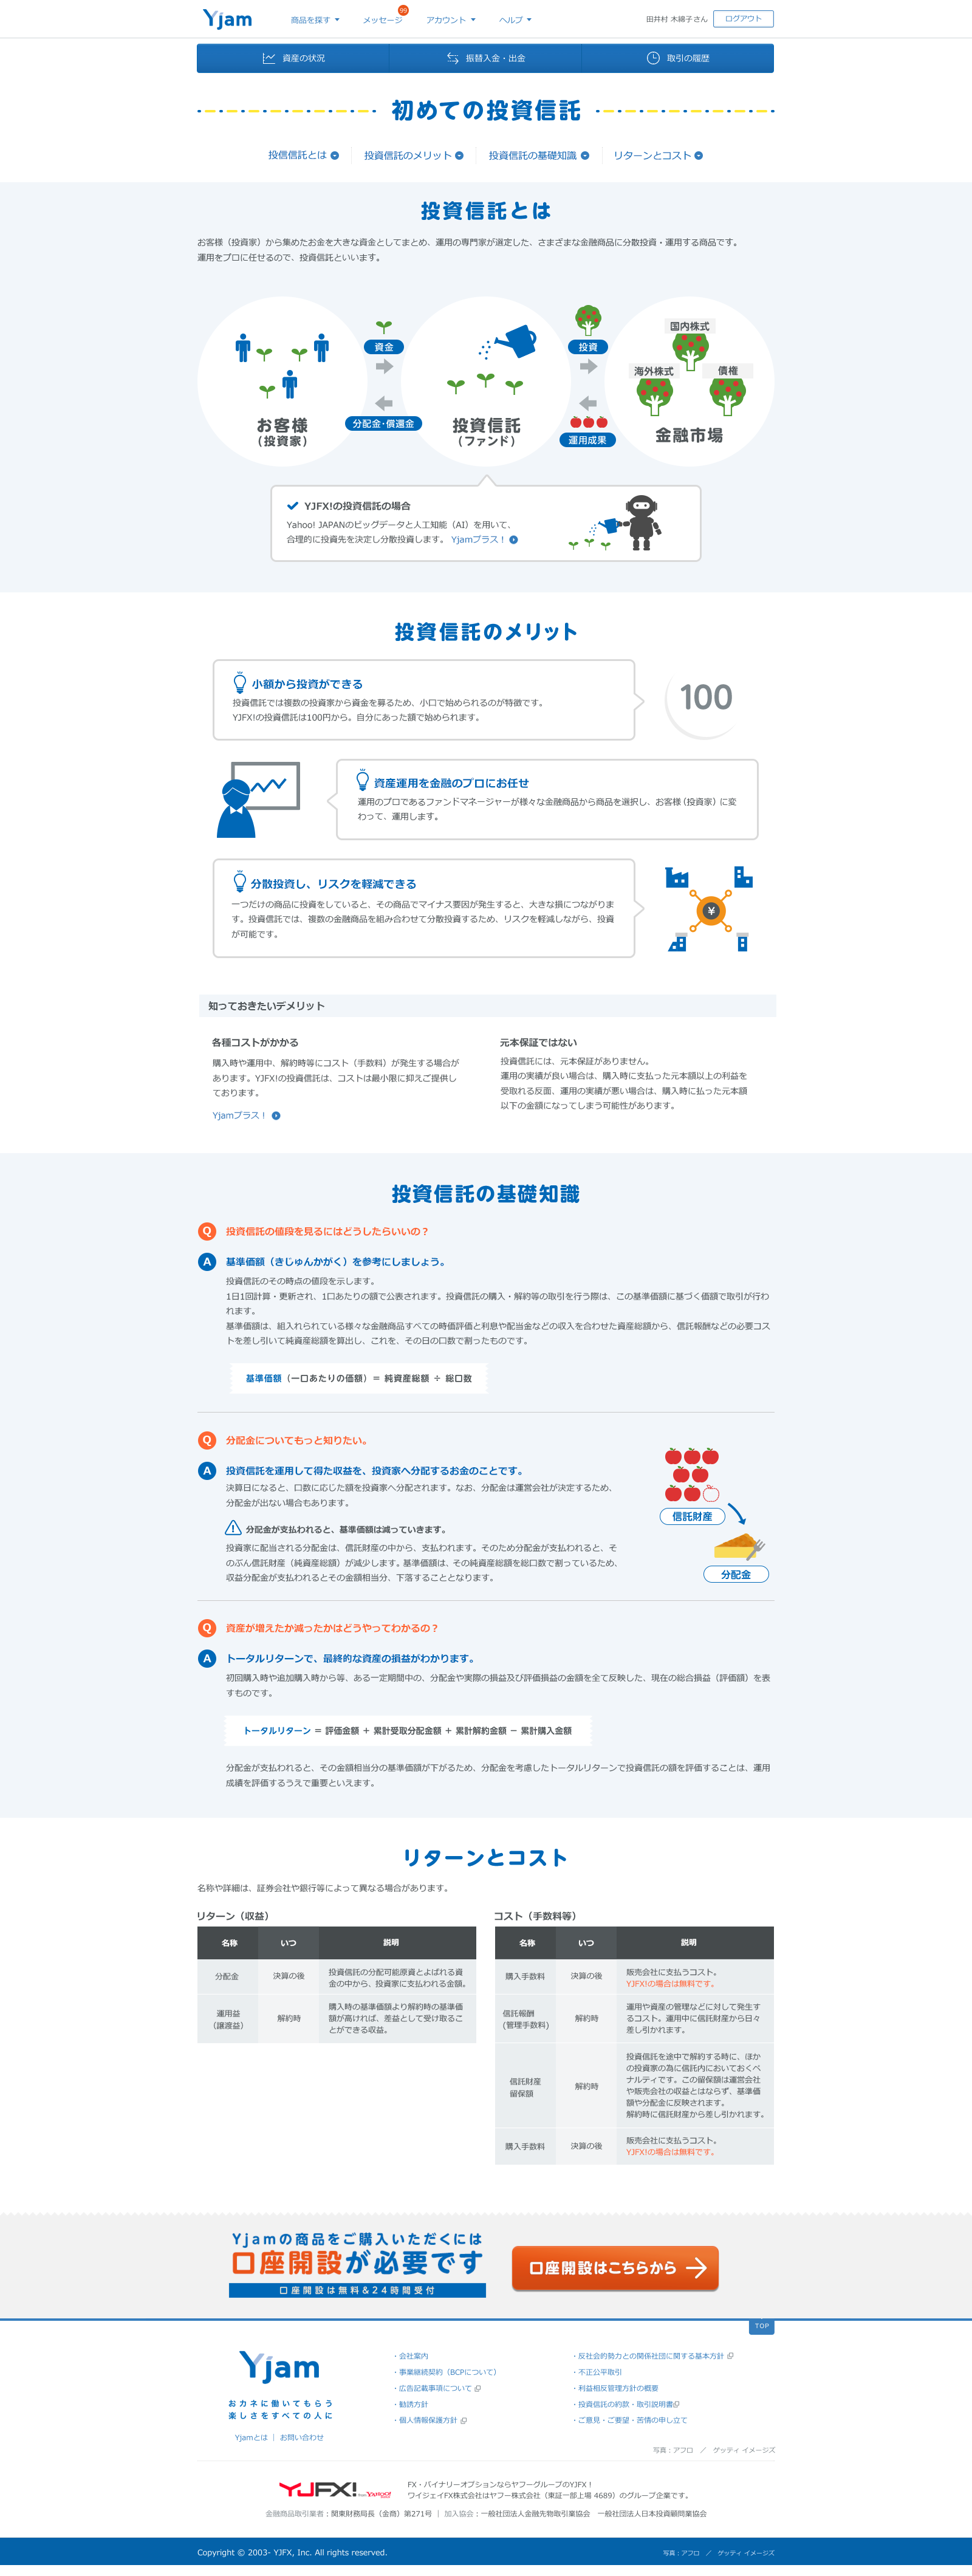 Yjam
商品を探す
メッセージ
99
アカウント
ヘルプ
田井村 木綿子さん
ログアウト
資産の状況
振替入金・出金
取引の履歴
初めての投資信託
投信信託とは
投資信託のメリット
投資信託の基礎知識
リターンとコスト
投資信託とは
お客様（投資家）から集めたお金を大きな資金としてまとめ、運用の専門家が選定した、さまざまな金融商品に分散投資・運用する商品です。
運用をプロに任せるので、投資信託といいます。
資金
分配金・償還金
お客様
（投資家）
投資信託
（ファンド）
投資
運用成果
国内株式
海外株式
債権
金融市場
YJFX!の投資信託の場合
Yahoo! JAPANのビッグデータと人工知能（AI）を用いて、
合理的に投資先を決定し分散投資します。 Yjamプラス！
投資信託のメリット
小額から投資ができる
投資信託では複数の投資家から資金を募るため、小口で始められるのが特徴です。
YJFX!の投資信託は100円から。自分にあった額で始められます。
100
資産運用を金融のプロにお任せ
運用のプロであるファンドマネージャーが様々な金融商品から商品を選択し、お客様（投資家）に変
わって、運用します。
分散投資し、リスクを軽減できる
一つだけの商品に投資をしていると、その商品でマイナス要因が発生すると、大きな損につながりま
す。投資信託では、複数の金融商品を組み合わせて分散投資するため、リスクを軽減しながら、投資
が可能です。
¥
知っておきたいデメリット
各種コストがかかる
購入時や運用中、解約時等にコスト（手数料）が発生する場合が
あります。YJFX!の投資信託は、コストは最小限に抑えご提供し
ております。
Yjamプラス！
元本保証ではない
投資信託には、元本保証がありません。
運用の実績が良い場合は、購入時に支払った元本額以上の利益を
受取れる反面、運用の実績が悪い場合は、購入時に払った元本額
以下の金額になってしまう可能性があります。
投資信託の基礎知識
Q
投資信託の値段を見るにはどうしたらいいの？
A
基準価額（きじゅんかがく）を参考にしましょう。
投資信託のその時点の値段を示します。
1日1回計算・更新され、1口あたりの額で公表されます。投資信託の購入・解約等の取引を行う際は、この基準価額に基づく価額で取引が行わ
れます。
基準価額は、組入れられている様々な金融商品すべての時価評価と利息や配当金などの収入を合わせた資産総額から、信託報酬などの必要コス
トを差し引いて純資産総額を算出し、これを、その日の口数で割ったものです。
基準価額（一口あたりの価額）＝ 純資産総額 ÷ 総口数
Q
分配金についてもっと知りたい。
A
投資信託を運用して得た収益を、投資家へ分配するお金のことです。
決算日になると、口数に応じた額を投資家へ分配されます。なお、分配金は運営会社が決定するため、
分配金が出ない場合もあります。
分配金が支払われると、基準価額は減っていきます。
投資家に配当される分配金は、信託財産の中から、支払われます。そのため分配金が支払われると、そ
のぶん信託財産（純資産総額）が減少します。基準価額は、その純資産総額を総口数で割っているため、
収益分配金が支払われるとその金額相当分、下落することとなります。
信託財産
分配金
Q
資産が増えたか減ったかはどうやってわかるの？
A
トータルリターンで、最終的な資産の損益がわかります。
初回購入時や追加購入時から等、ある一定期間中の、分配金や実際の損益及び評価損益の金額を全て反映した、現在の総合損益（評価額）を表
すものです。
トータルリターン ＝ 評価金額 ＋ 累計受取分配金額 ＋ 累計解約金額 － 累計購入金額
分配金が支払われると、その金額相当分の基準価額が下がるため、分配金を考慮したトータルリターンで投資信託の額を評価することは、運用
成績を評価するうえで重要といえます。
リターンとコスト
名称や詳細は、証券会社や銀行等によって異なる場合があります。
リターン（収益）
名称
いつ
説明
分配金
決算の後
投資信託の分配可能原資とよばれる資
金の中から、投資家に支払われる金額。
運用益
（譲渡益）
解約時
購入時の基準価額より解約時の基準価
額が高ければ、差益として受け取るこ
とができる収益。
コスト（手数料等）
名称
いつ
説明
購入手数料
決算の後
販売会社に支払うコスト。
YJFX!の場合は無料です。
信託報酬
（管理手数料）
解約時
運用や資産の管理などに対して発生す
るコスト。運用中に信託財産から日々
差し引かれます。
信託財産
留保額
解約時
投資信託を途中で解約する時に、ほか
の投資家の為に信託内においておくペ
ナルティです。この留保額は運営会社
や販売会社の収益とはならず、基準価
額や分配金に反映されます。
解約時に信託財産から差し引かれます。
購入手数料
決算の後
販売会社に支払うコスト。
YJFX!の場合は無料です。
Yjamの商品をご購入いただくには
口座開設が必要です
口座開設は無料&24時間受付
口座開設はこちらから
TOP
Yjam
おカネに働いてもらう
楽しさをすべての人に
Yjamとは ｜ お問い合わせ
・会社案内
・事業継続契約（BCPについて）
・広告記載事項について
・勧誘方針
・個人情報保護方針
・反社会的勢力との関係社団に関する基本方針
・不正公平取引
・利益相反管理方針の概要
・投資信託の約款・取引説明書
・ご意見・ご要望・苦情の申し立て
写真：アフロ　／　ゲッティ イメージズ
YJFX! from YAHOO! JAPAN
FX・バイナリーオプションならヤフーグループのYJFX！
ワイジェイFX株式会社はヤフー株式会社（東証一部上場 4689）のグループ企業です。
金融商品取引業者：関東財務局長（金商）第271号 ｜ 加入協会：一般社団法人金融先物取引業協会　一般社団法人日本投資顧問業協会
Copyright © 2003- YJFX, Inc. All rights reserved.
写真：アフロ　／　ゲッティ イメージズ